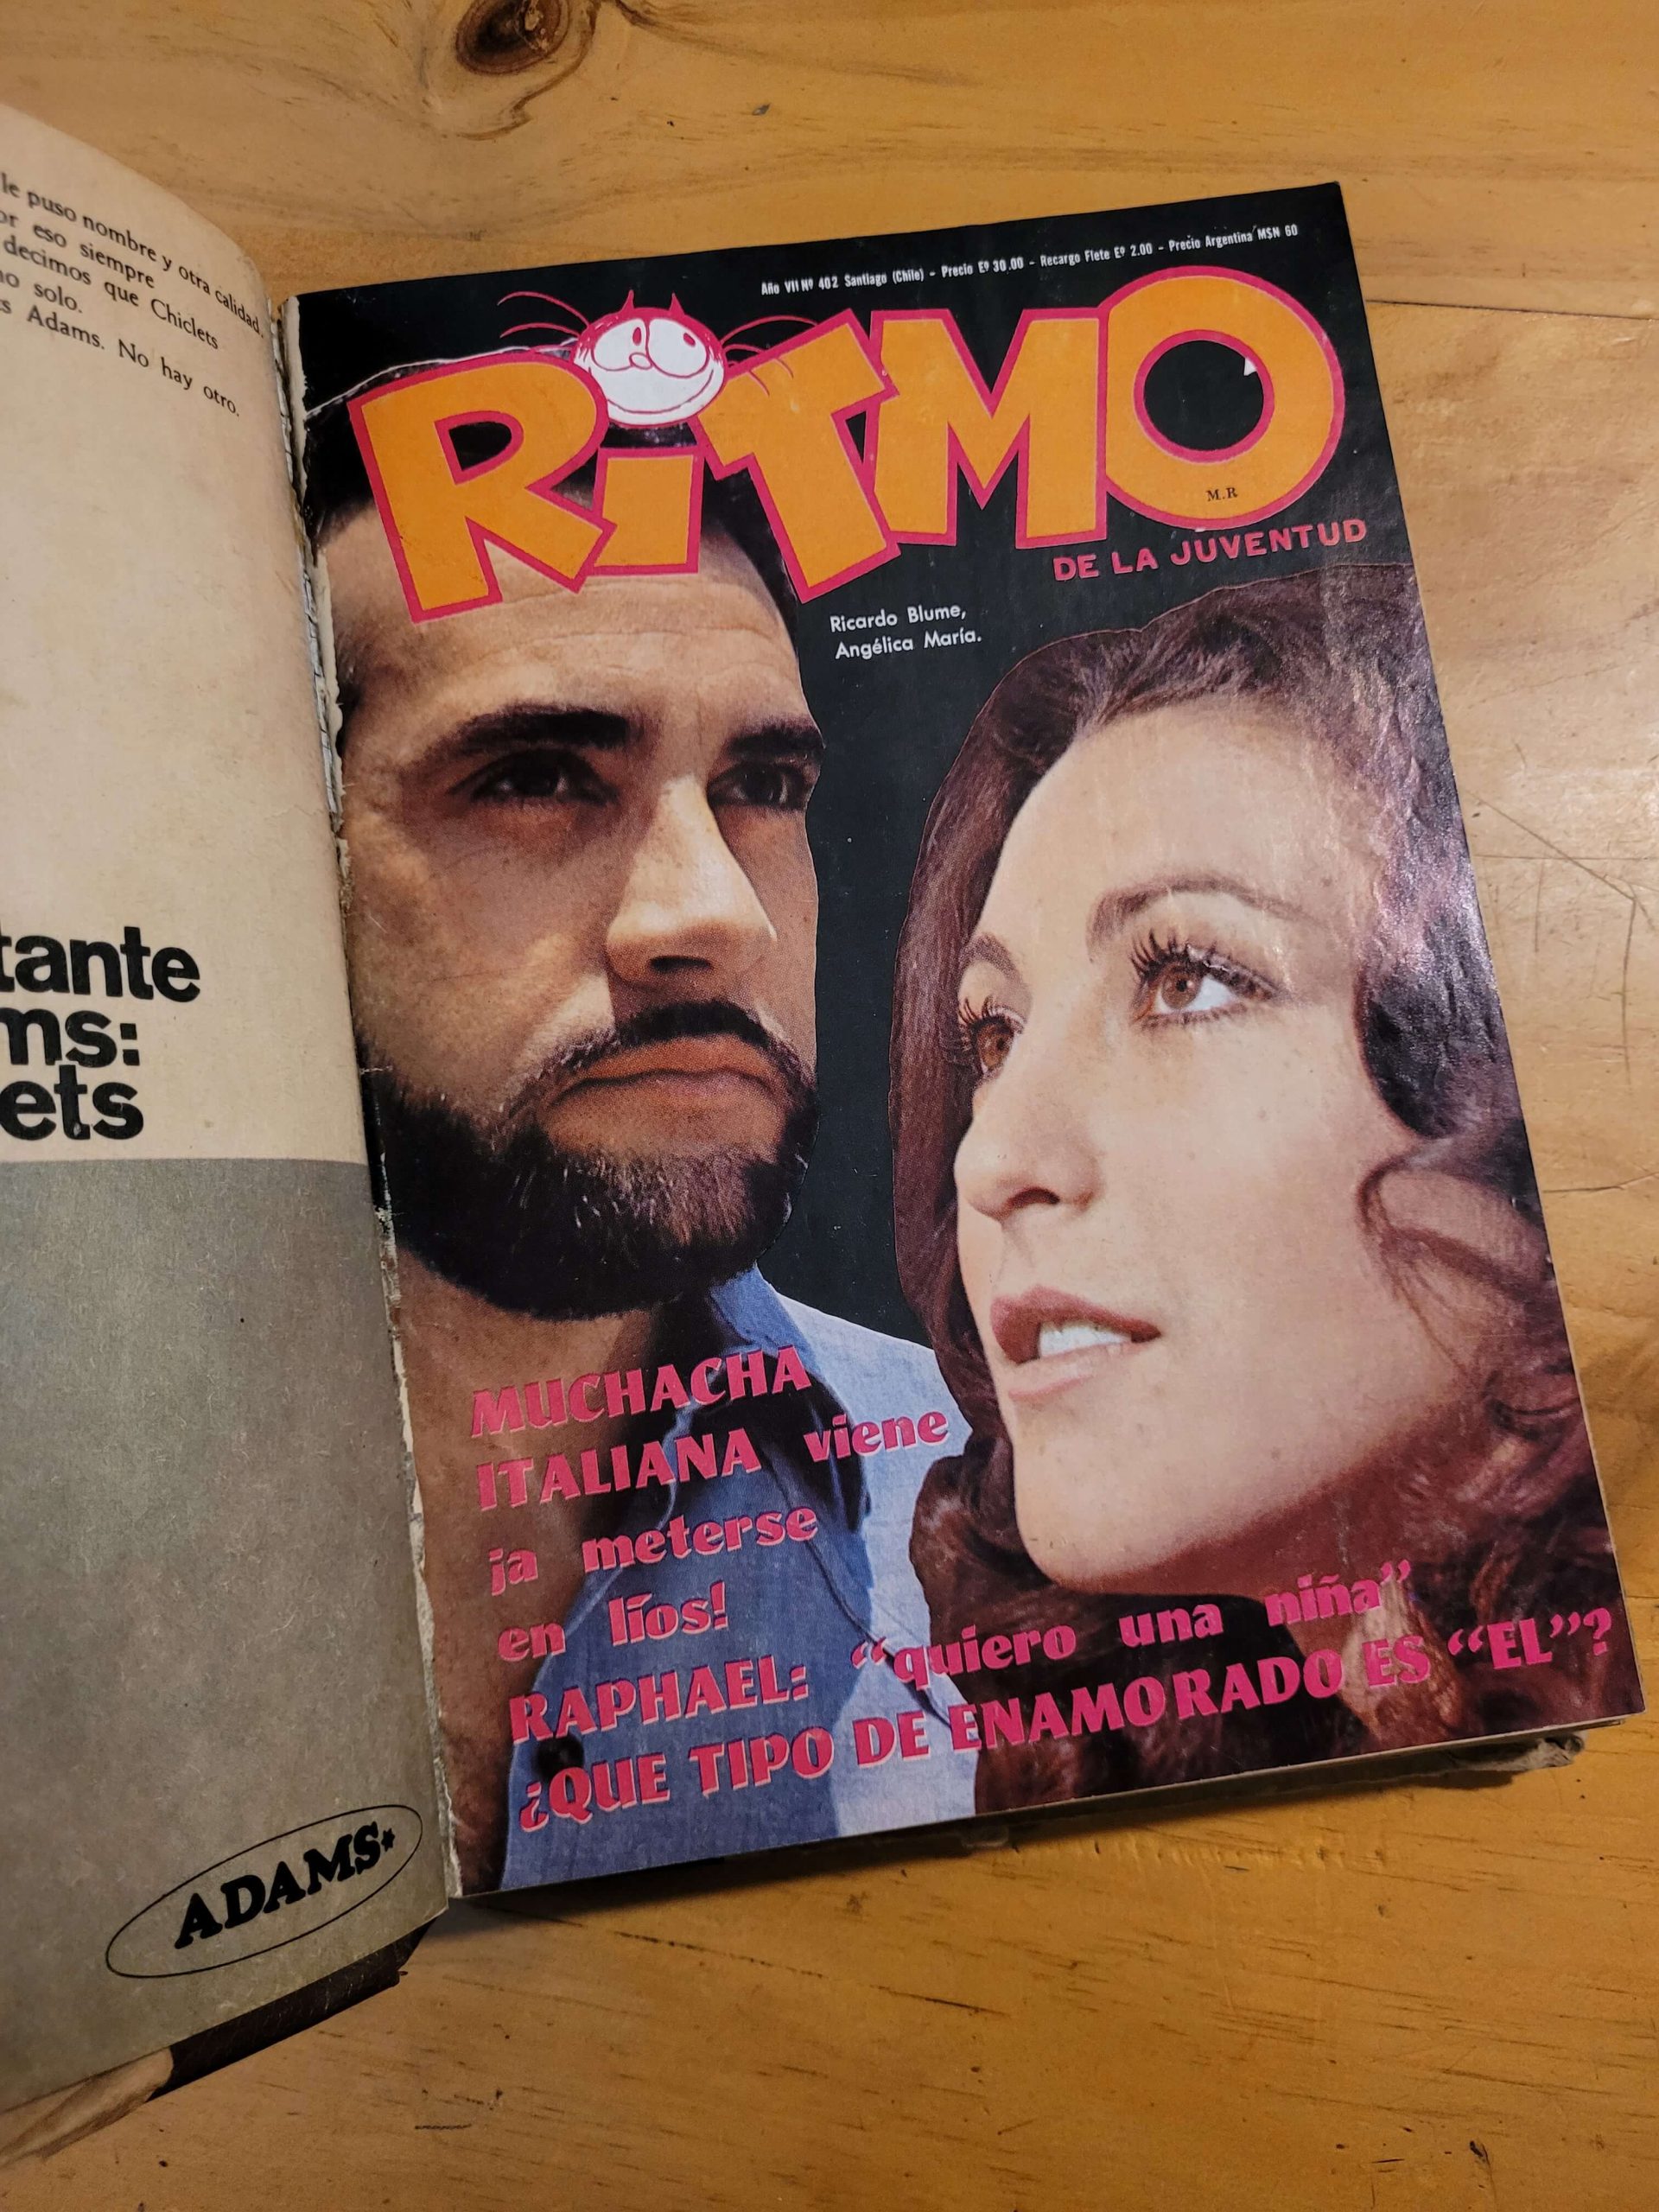 le puso nombre y otra calidad.
or eso siempre
decimos que Chiclets
no solo.
s Adams. No hay otro.
tante
ms:
ets
ADAMS*
Año VII Nº 402 Santiago (Chile) - Precio Eº 30.00 - Recargo Flete Eº 2.00 - Precio Argentina M$N 60
RiTMO
M.R
DE LA JUVENTUD
Ricardo Blume,
Angélica María.
MUCHACHA
ITALIANA viene
¡a meterse
en líos!
RAPHAEL: “quiero una niña”
¿QUE TIPO DE ENAMORADO ES “EL”?